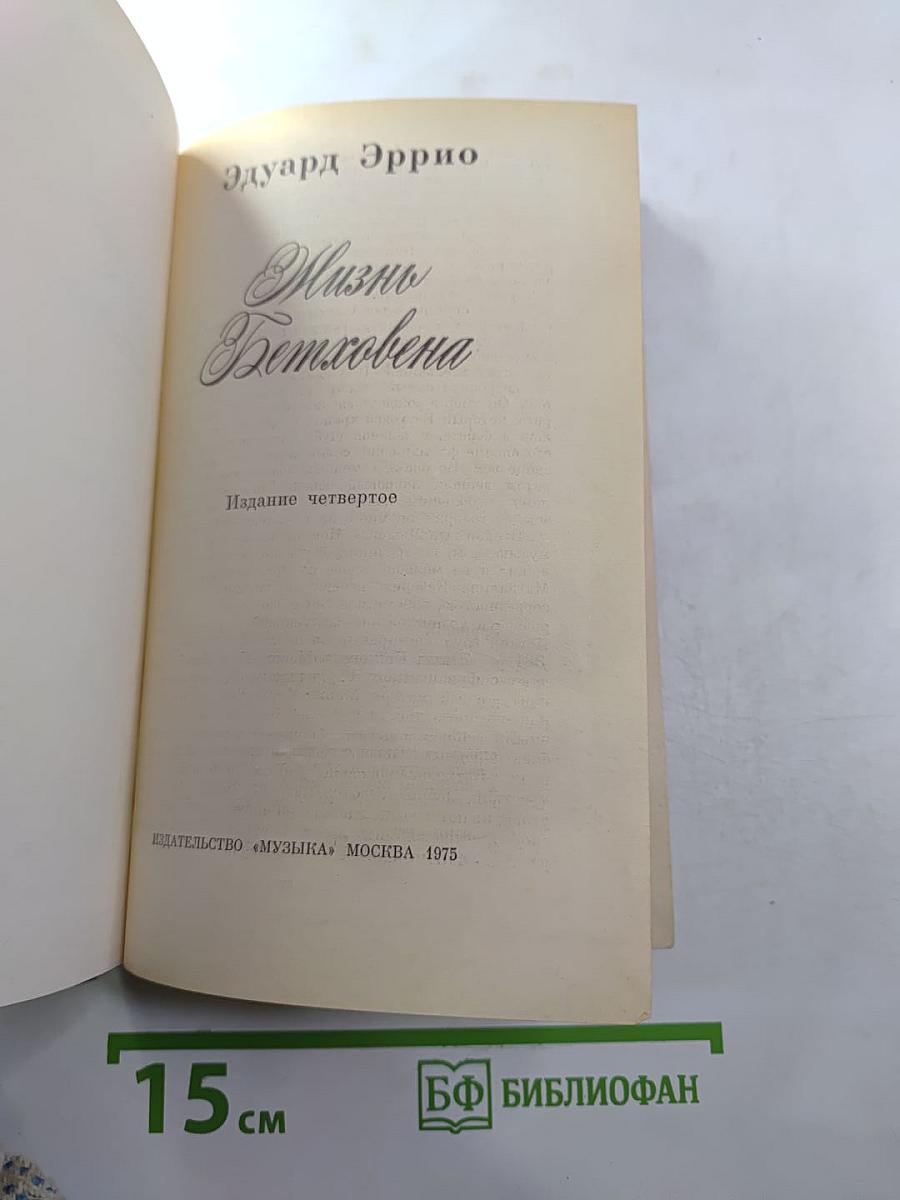 Эдуард Эррио
Жизнь
Бетховена
Издание четвертое
ИЗДАТЕЛЬСТВО «МУЗЫКА» МОСКВА 1975
15 см
БФ БИБЛИОФАН